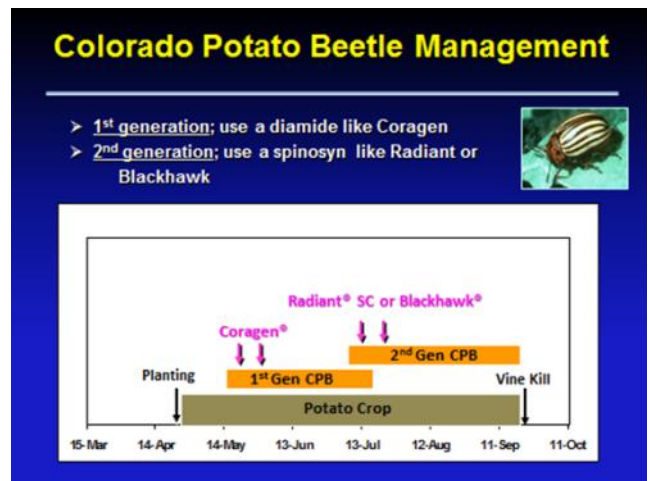 Colorado Potato Beetle Management
➢ 1st generation; use a diamide like Coragen
➢ 2nd generation; use a spinosyn like Radiant or
Blackhawk
Radiant® SC or Blackhawk®
Coragen®
2nd Gen CPB
Planting
1st Gen CPB
Vine Kill
Potato Crop
15-Mar 14-Apr 14-May 13-Jun 13-Jul 12-Aug 11-Sep 11-Oct